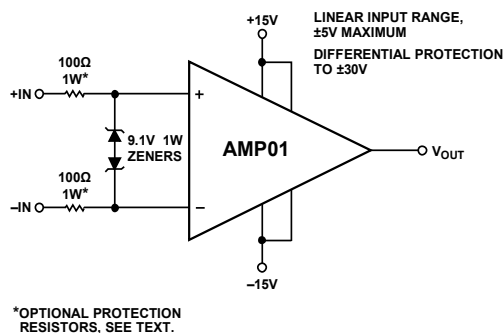 +15V
LINEAR INPUT RANGE,
±5V MAXIMUM
DIFFERENTIAL PROTECTION
TO ±30V
100Ω
1W*
+IN
+
9.1V 1W
ZENERS
AMP01
VOUT
100Ω
1W*
–IN
–
–15V
*OPTIONAL PROTECTION
RESISTORS, SEE TEXT.